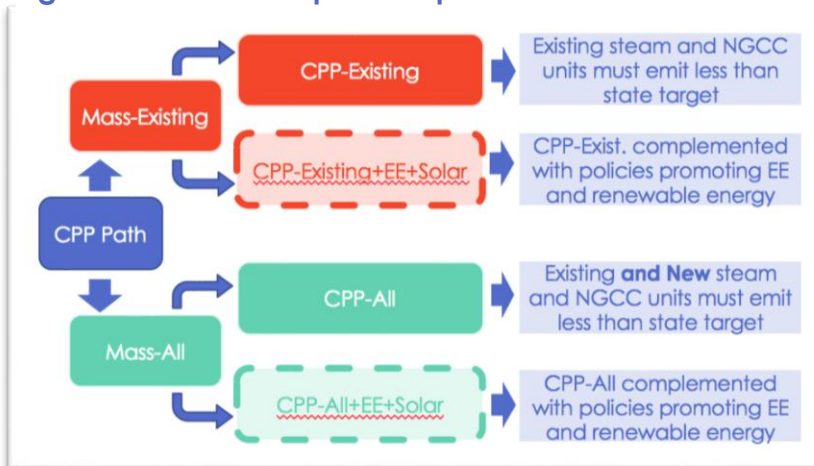 CPP-Existing
Existing steam and NGCC
units must emit less than
state target
Mass-Existing
CPP-Existing+EE+Solar
CPP-Exist. complemented
with policies promoting EE
and renewable energy
CPP Path
CPP-All
Existing and New steam
and NGCC units must emit
less than state target
Mass-All
CPP-All+EE+Solar
CPP-All complemented
with policies promoting EE
and renewable energy